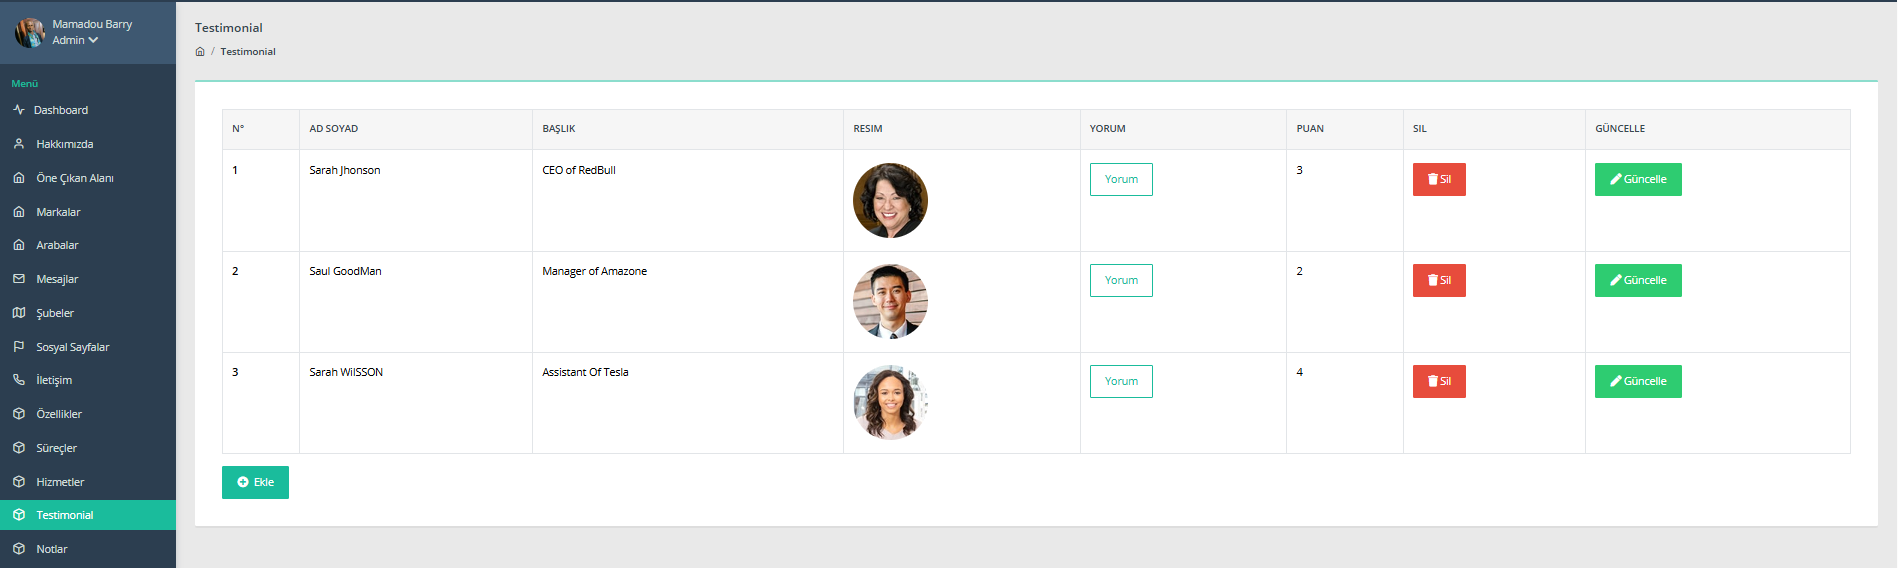 Mamadou Barry
Admin
Menü
Dashboard
Hakkımızda
Öne Çıkan Alanı
Markalar
Arabalar
Mesajlar
Şubeler
Sosyal Sayfalar
İletişim
Özellikler
Süreçler
Hizmetler
Testimonial
Notlar
Testimonial
/ Testimonial
N° AD SOYAD BAŞLIK RESIM YORUM PUAN SIL GÜNCELLE
1 Sarah Jhonson CEO of RedBull Yorum 3 Sil Güncelle
2 Saul GoodMan Manager of Amazone Yorum 2 Sil Güncelle
3 Sarah WilSSON Assistant Of Tesla Yorum 4 Sil Güncelle
Ekle